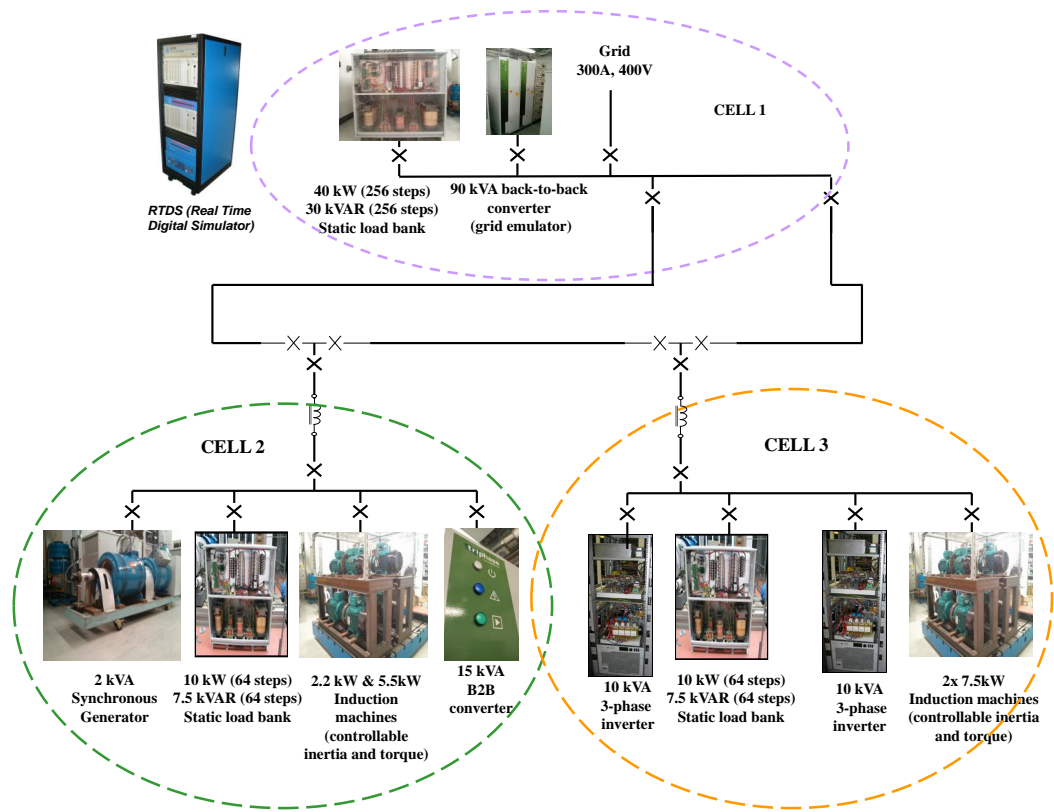 Grid
300A, 400V
CELL 1
40 kW (256 steps)
30 kVAR (256 steps)
Static load bank
90 kVA back-to-back
converter
(grid emulator)
RTDS (Real Time
Digital Simulator)
CELL 2
CELL 3
triphase
2 kVA
Synchronous
Generator
10 kW (64 steps)
7.5 kVAR (64 steps)
Static load bank
2.2 kW & 5.5kW
Induction
machines
(controllable
inertia and torque)
15 kVA
B2B
converter
10 kVA
3-phase
inverter
10 kW (64 steps)
7.5 kVAR (64 steps)
Static load bank
10 kVA
3-phase
inverter
2x 7.5kW
Induction machines
(controllable inertia
and torque)